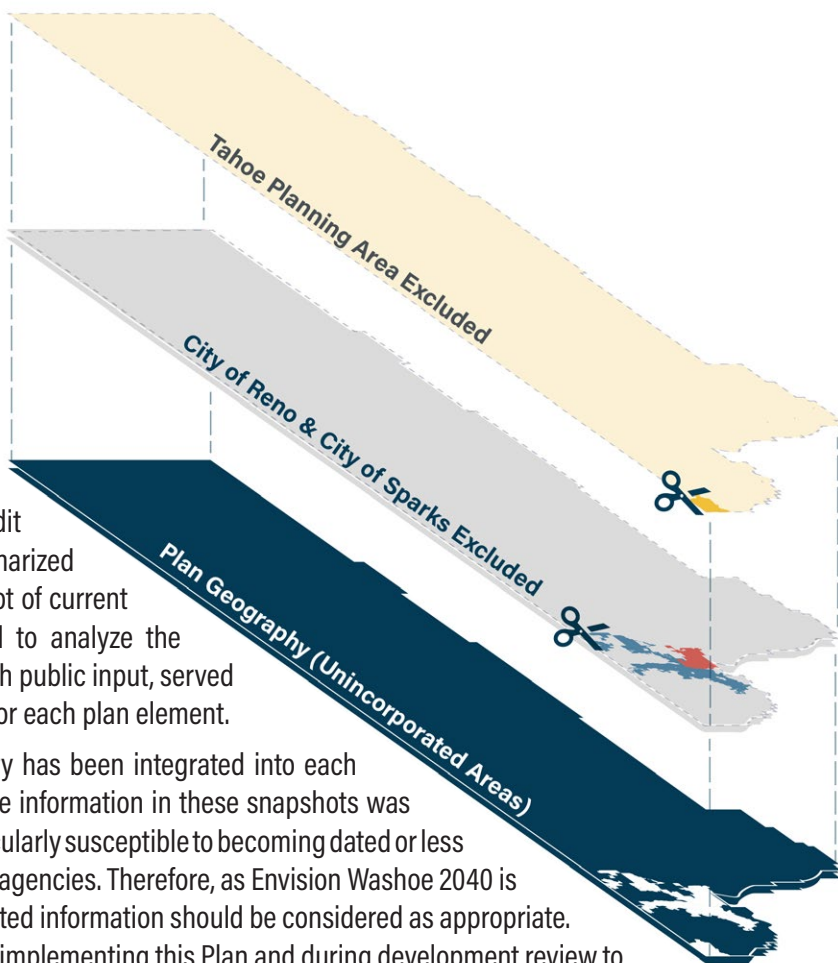 Tahoe Planning Area Excluded
City of Reno & City of Sparks Excluded
Plan Geography (Unincorporated Areas)
of current
to analyze the
public input, served
for each plan element.
has been integrated into each
information in these snapshots was
susceptible to becoming dated or less
agencies. Therefore, as Envision Washoe 2040 is
information should be considered as appropriate.
implementing this Plan and during development review to